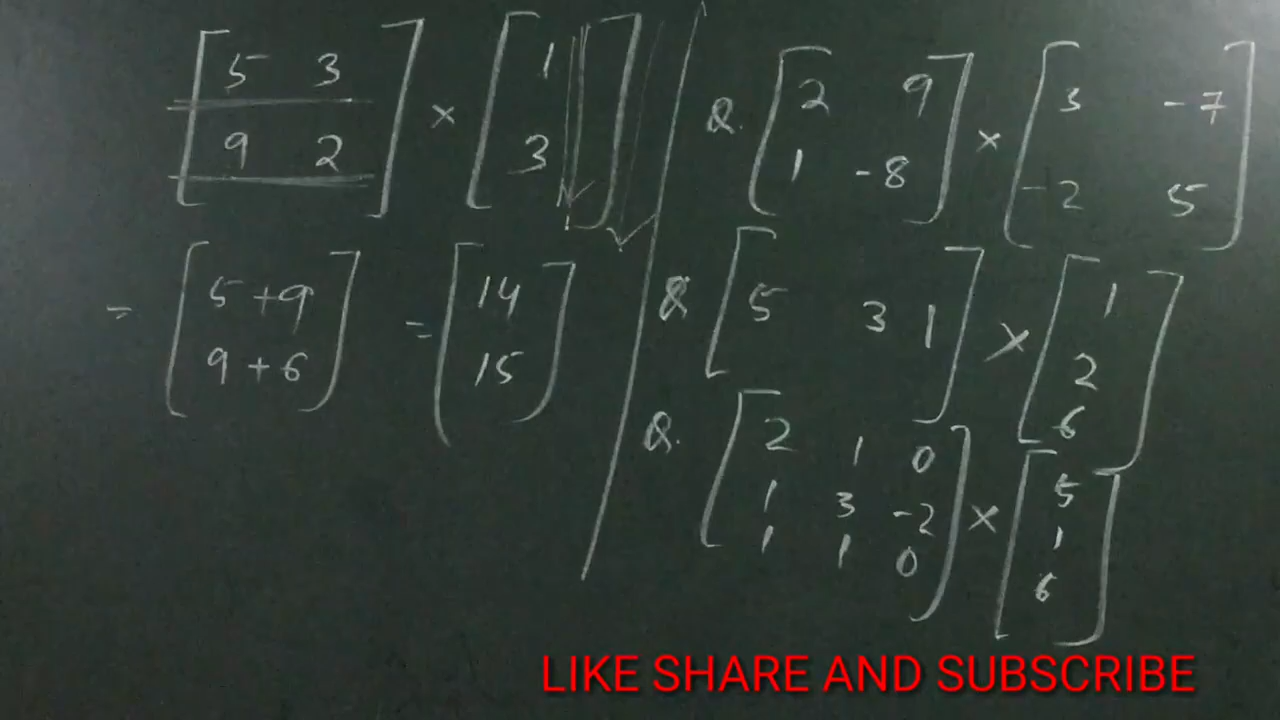 5 3
9 2
×
1
3
= 5 + 9
9 + 6
= 14
15
Q. 2 9
1 -8
×
3 -7
-2 5
Q 5 3 1
×
1
2
6
Q. 2 1 0
1 3 -2
1 1 0
×
5
1
6
LIKE SHARE AND SUBSCRIBE